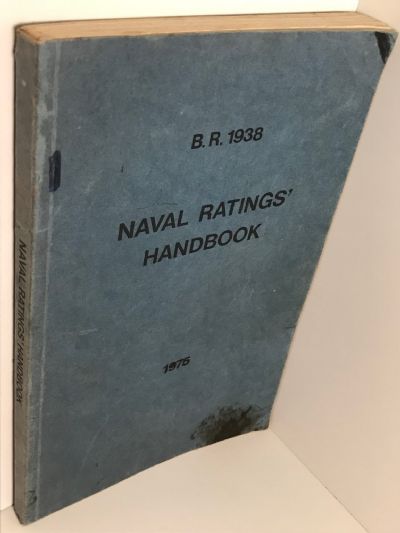 B.R. 1938
NAVAL RATINGS'
HANDBOOK
1975
NAVAL RATINGS' HANDBOOK